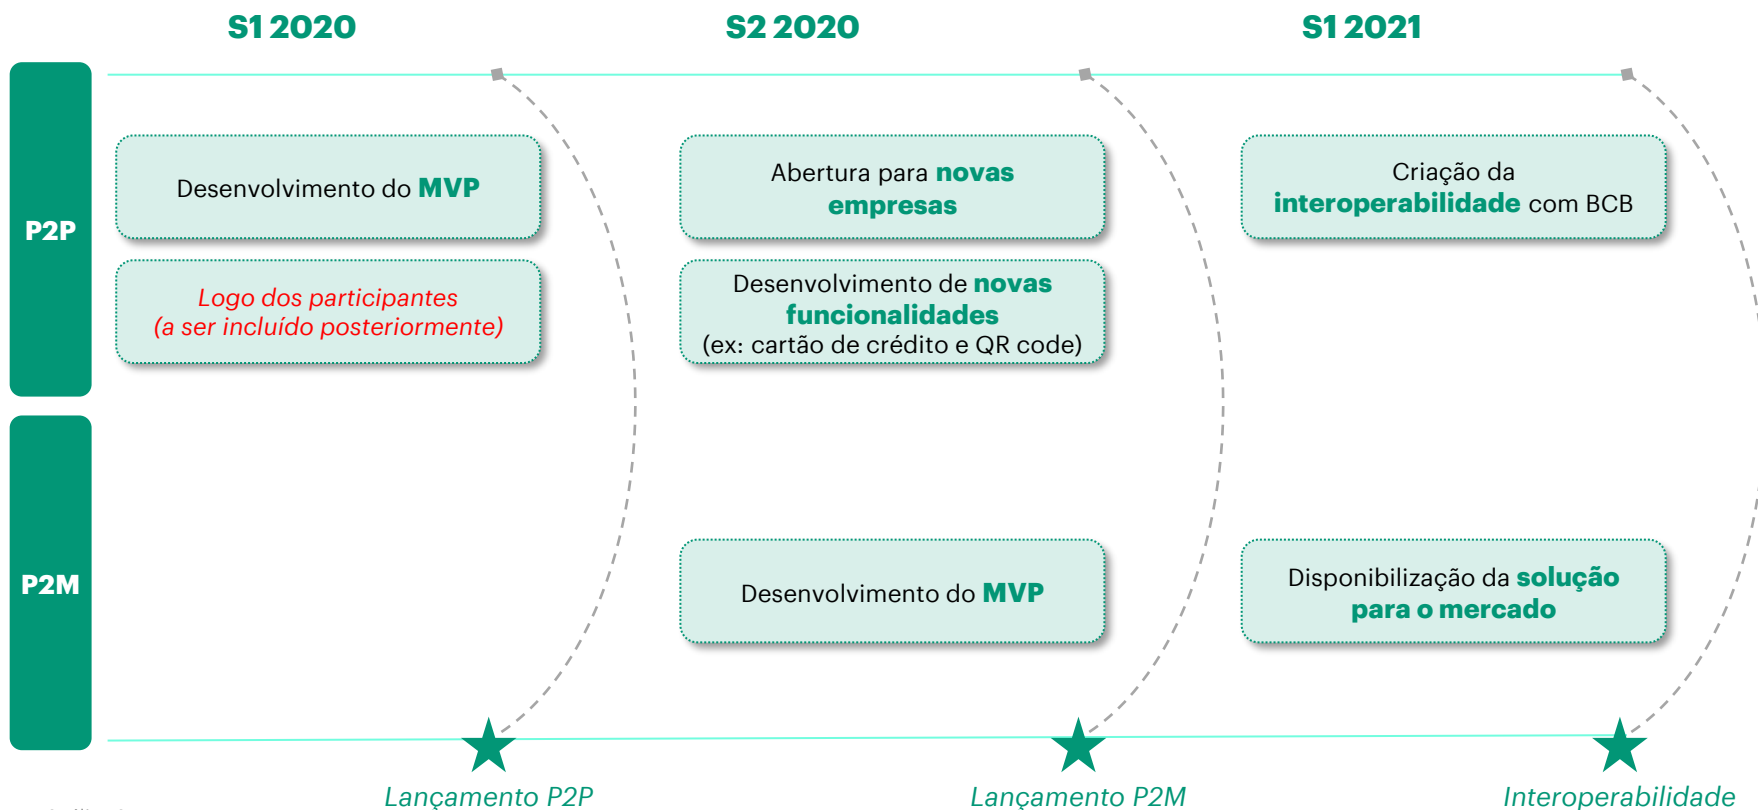 S1 2020
S2 2020
S1 2021
P2P
Desenvolvimento do MVP
Abertura para novas
empresas
Criação da
interoperabilidade com BCB
Logo dos participantes
(a ser incluído posteriormente)
Desenvolvimento de novas
funcionalidades
(ex: cartão de crédito e QR code)
P2M
Desenvolvimento do MVP
Disponibilização da solução
para o mercado
Lançamento P2P
Lançamento P2M
Interoperabilidade